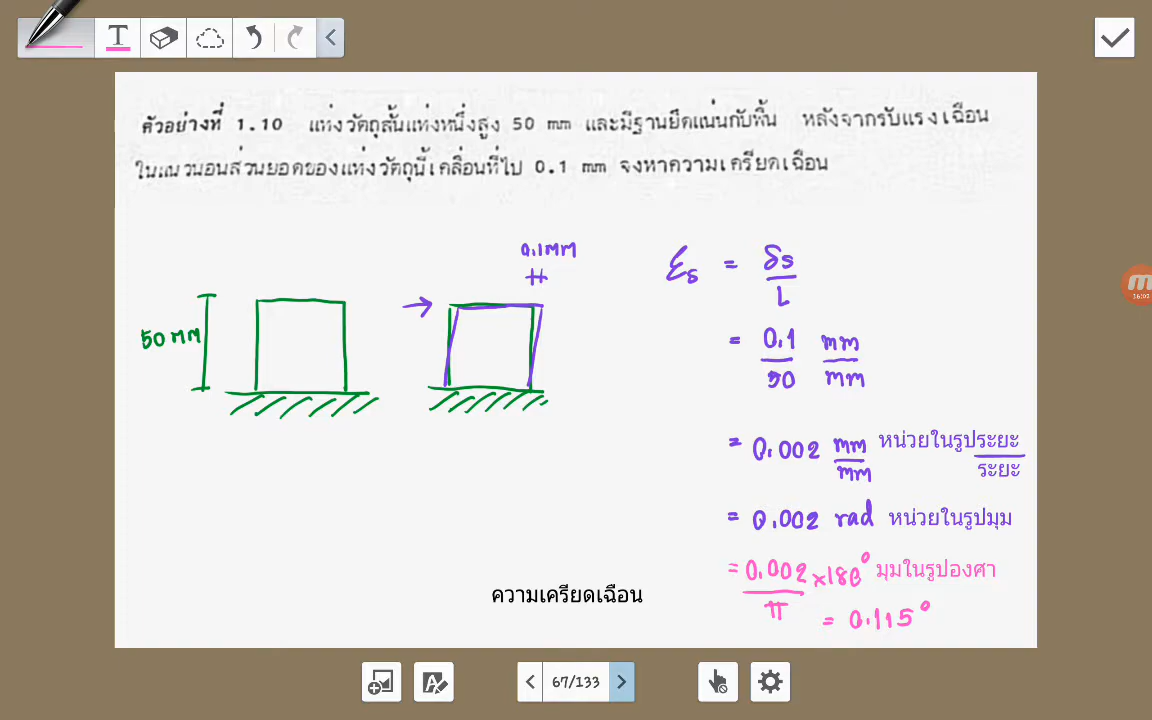 T
ตัวอย่างที่ 1.10 แห่งวัตถุสั้นแห่งหนึ่งสูง 50 mm และมีฐานยึดแน่นกับพื้น หลังจากรับแรงเฉือน
ในแนวนอนส่วนยอดของแห่งวัตถุนี้เคลื่อนที่ไป 0.1 mm จงหาความเครียดเฉือน
50 mm
0.1mm
εs = δs/L
= 0.1/50 mm/mm
= 0.002 mm/mm หน่วยในรูประยะ/ระยะ
= 0.002 rad หน่วยในรูปมุม
= 0.002/π ×180° มุมในรูปองศา
= 0.115°
ความเครียดเฉือน
67/133
16:03